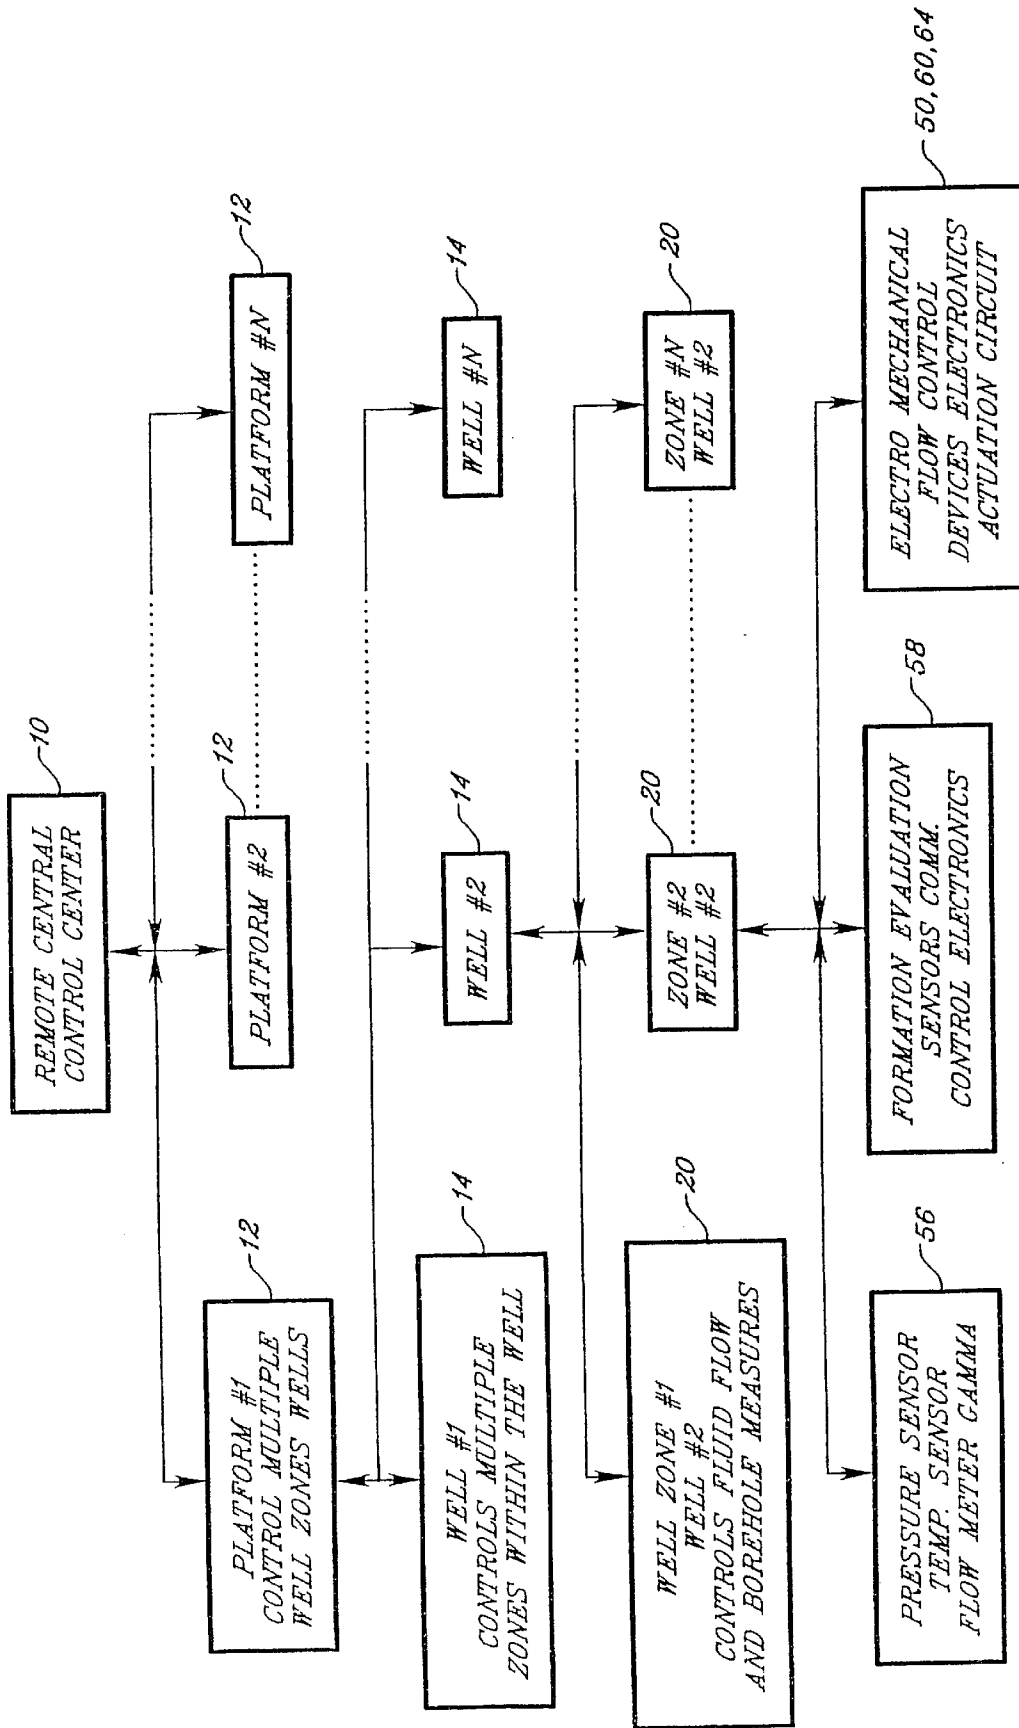 10
REMOTE CENTRAL
CONTROL CENTER
12
PLATFORM #1
CONTROL MULTIPLE
WELL ZONES WELLS
12
PLATFORM #2
12
PLATFORM #N
14
WELL #1
CONTROLS MULTIPLE
ZONES WITHIN THE WELL
14
WELL #2
14
WELL #N
20
WELL ZONE #1
WELL #2
CONTROLS FLUID FLOW
AND BOREHOLE MEASURES
20
ZONE #2
WELL #2
20
ZONE #N
WELL #2
56
PRESSURE SENSOR
TEMP. SENSOR
FLOW METER GAMMA
58
FORMATION EVALUATION
SENSORS COMM.
CONTROL ELECTRONICS
50,60,64
ELECTRO MECHANICAL
FLOW CONTROL
DEVICES ELECTRONICS
ACTUATION CIRCUIT